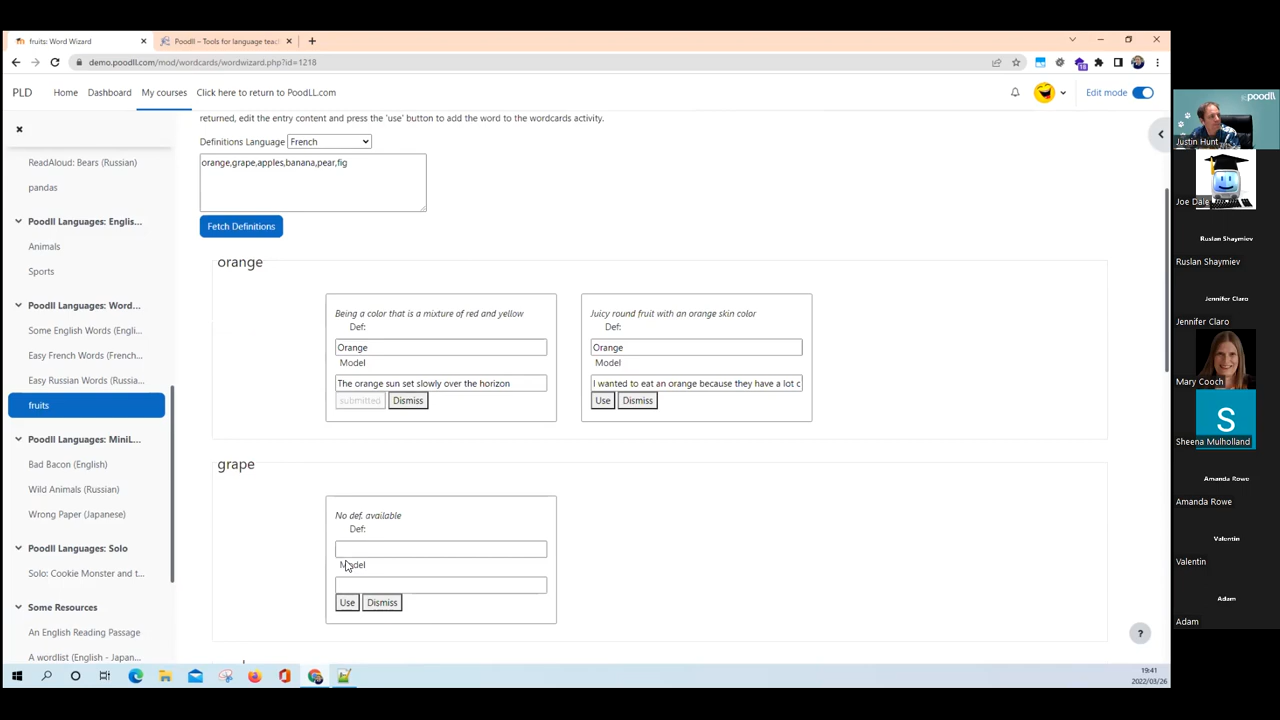 fruits: Word Wizard
Poodll – Tools for language teac
demo.poodll.com/mod/wordcards/wordwizard.php?id=1218
18
PLD
Home
Dashboard
My courses
Click here to return to PoodLL.com
Edit mode
ReadAloud: Bears (Russian)
pandas
Poodll Languages: Englis...
Animals
Sports
Poodll Languages: Word...
Some English Words (Engli...
Easy French Words (French...
Easy Russian Words (Russia...
fruits
Poodll Languages: MiniL...
Bad Bacon (English)
Wild Animals (Russian)
Wrong Paper (Japanese)
Poodll Languages: Solo
Solo: Cookie Monster and t...
Some Resources
An English Reading Passage
A wordlist (English - Japan...
returned, edit the entry content and press the 'use' button to add the word to the wordcards activity.
Definitions Language French
orange,grape,apples,banana,pear,fig
Fetch Definitions
orange
Being a color that is a mixture of red and yellow
Def:
Orange
Model
The orange sun set slowly over the horizon
submitted Dismiss
Juicy round fruit with an orange skin color
Def:
Orange
Model
I wanted to eat an orange because they have a lot c
Use Dismiss
grape
No def. available
Def:
Model
Use Dismiss
?
19:41
2022/03/26
poodll
Justin Hunt
Joe Dale
Ruslan Shaymiev
Ruslan Shaymiev
Jennifer Claro
Jennifer Claro
Mary Cooch
S
Sheena Mulholland
Amanda Rowe
Amanda Rowe
Valentin
Valentin
Adam
Adam